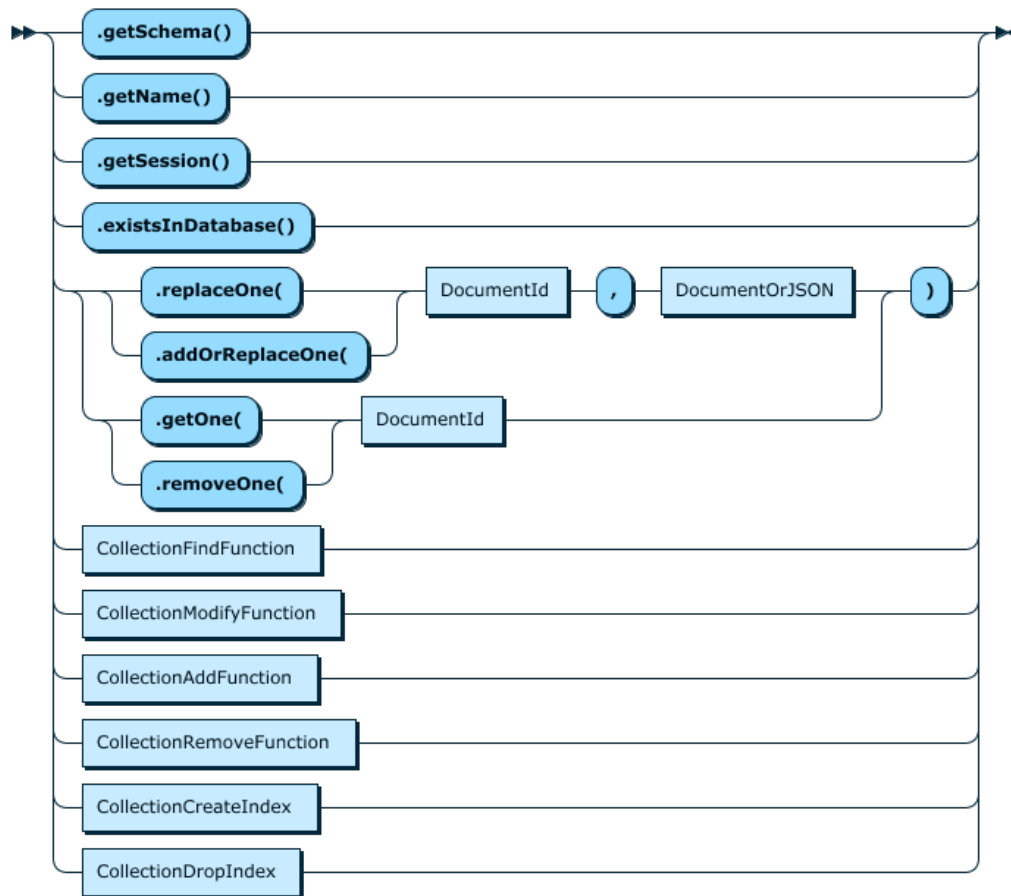 .getSchema()
.getName()
.getSession()
.existsInDatabase()
.replaceOne( DocumentId , DocumentOrJSON )
.addOrReplaceOne(
.getOne( DocumentId
.removeOne(
CollectionFindFunction
CollectionModifyFunction
CollectionAddFunction
CollectionRemoveFunction
CollectionCreateIndex
CollectionDropIndex